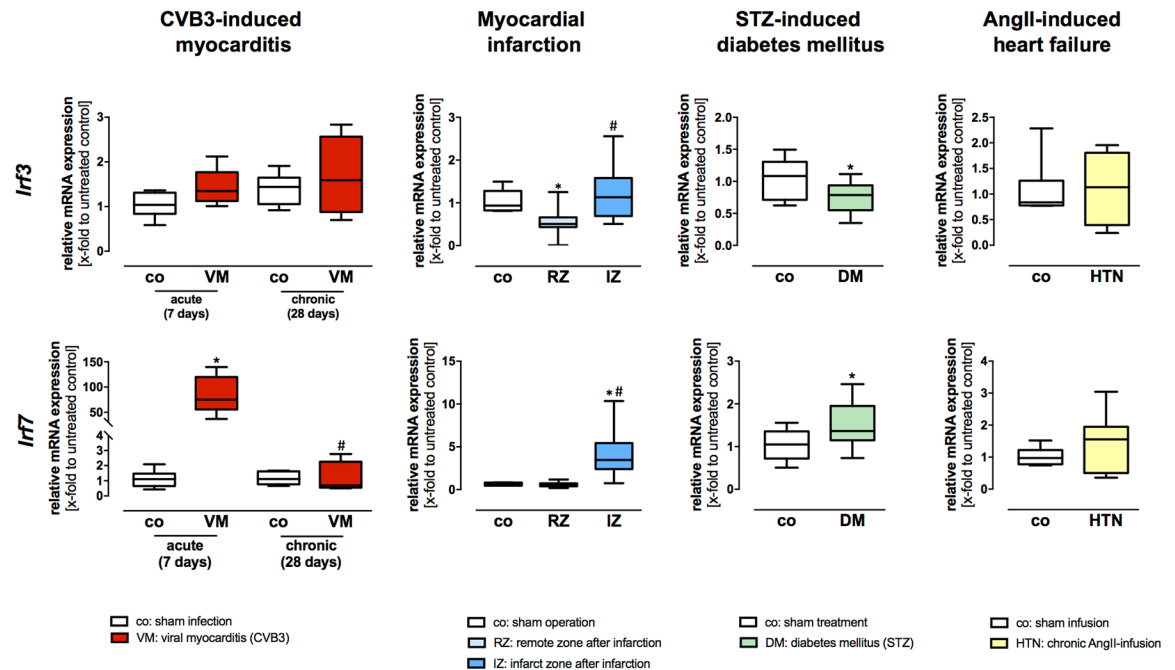 CVB3-induced
myocarditis
Myocardial
infarction
STZ-induced
diabetes mellitus
AngII-induced
heart failure
Irf3
relative mRNA expression
[x-fold to untreated control]
3
2
1
0
co
VM
co
VM
acute
(7 days)
chronic
(28 days)
relative mRNA expression
[x-fold to untreated control]
3
2
1
0
*
#
co
RZ
IZ
relative mRNA expression
[x-fold to untreated control]
2.0
1.5
1.0
0.5
0.0
*
co
DM
relative mRNA expression
[x-fold to untreated control]
2.5
2.0
1.5
1.0
0.5
0.0
co
HTN
Irf7
relative mRNA expression
[x-fold to untreated control]
150
100
50
4
3
2
1
0
*
#
co
VM
co
VM
acute
(7 days)
chronic
(28 days)
relative mRNA expression
[x-fold to untreated control]
15
10
5
0
* #
co
RZ
IZ
relative mRNA expression
[x-fold to untreated control]
3
2
1
0
*
co
DM
relative mRNA expression
[x-fold to untreated control]
4
3
2
1
0
co
HTN
co: sham infection
VM: viral myocarditis (CVB3)
co: sham operation
RZ: remote zone after infarction
IZ: infarct zone after infarction
co: sham treatment
DM: diabetes mellitus (STZ)
co: sham infusion
HTN: chronic AngII-infusion